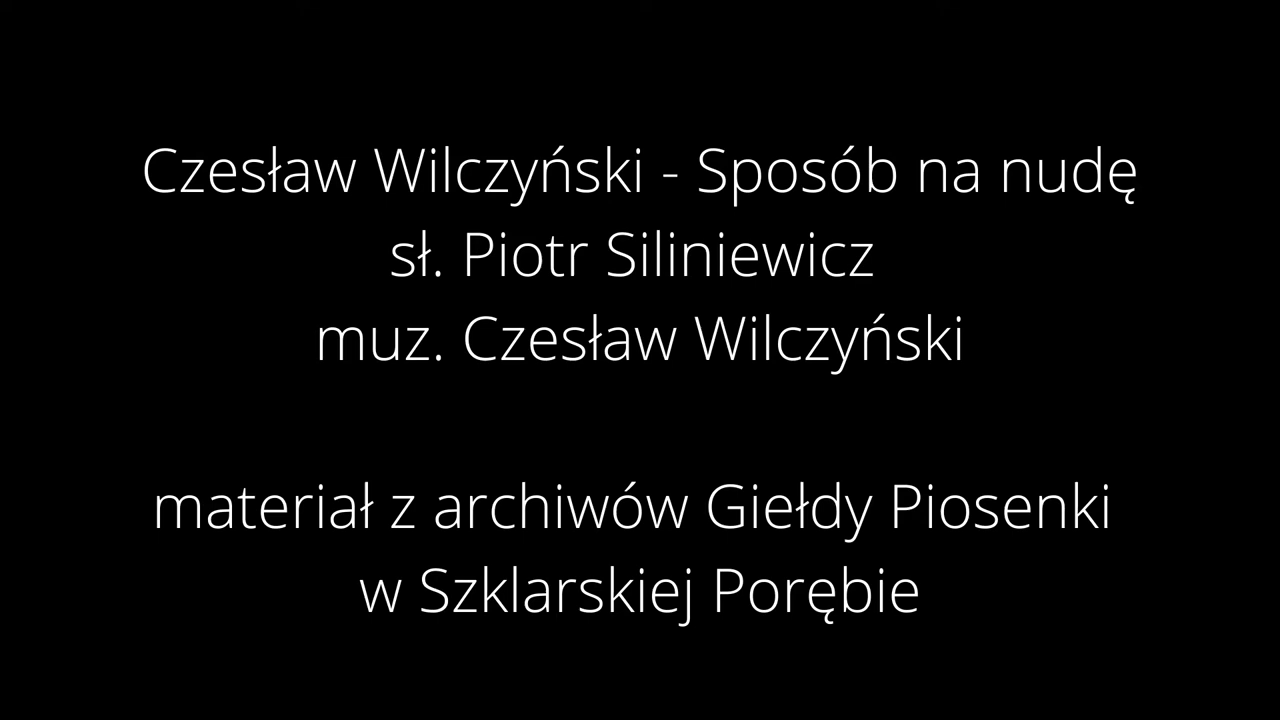 Czesław Wilczyński - Sposób na nudę
sł. Piotr Siliniewicz
muz. Czesław Wilczyński
materiał z archiwów Giełdy Piosenki
w Szklarskiej Porębie